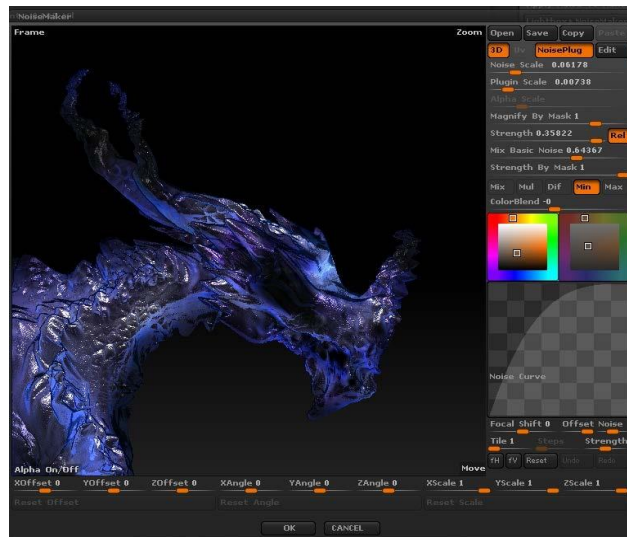 NoiseMaker
Frame
Zoom
Open Save Copy Paste
3D Uv NoisePlug Edit
Noise Scale 0.06178
Plugin Scale 0.00738
Alpha Scale
Magnify By Mask 1
Strength 0.35822 Rel
Mix Basic Noise 0.64367
Strength By Mask 1
Mix Mul Dif Min Max
ColorBlend -0
Noise Curve
Focal Shift 0 Offset Noise
Tile 1 Steps Strength
fH fV Reset Undo Redo
Alpha On/Off
Move
XOffset 0 YOffset 0 ZOffset 0 XAngle 0 YAngle 0 ZAngle 0 XScale 1 YScale 1 ZScale 1
Reset Offset Reset Angle Reset Scale
OK CANCEL